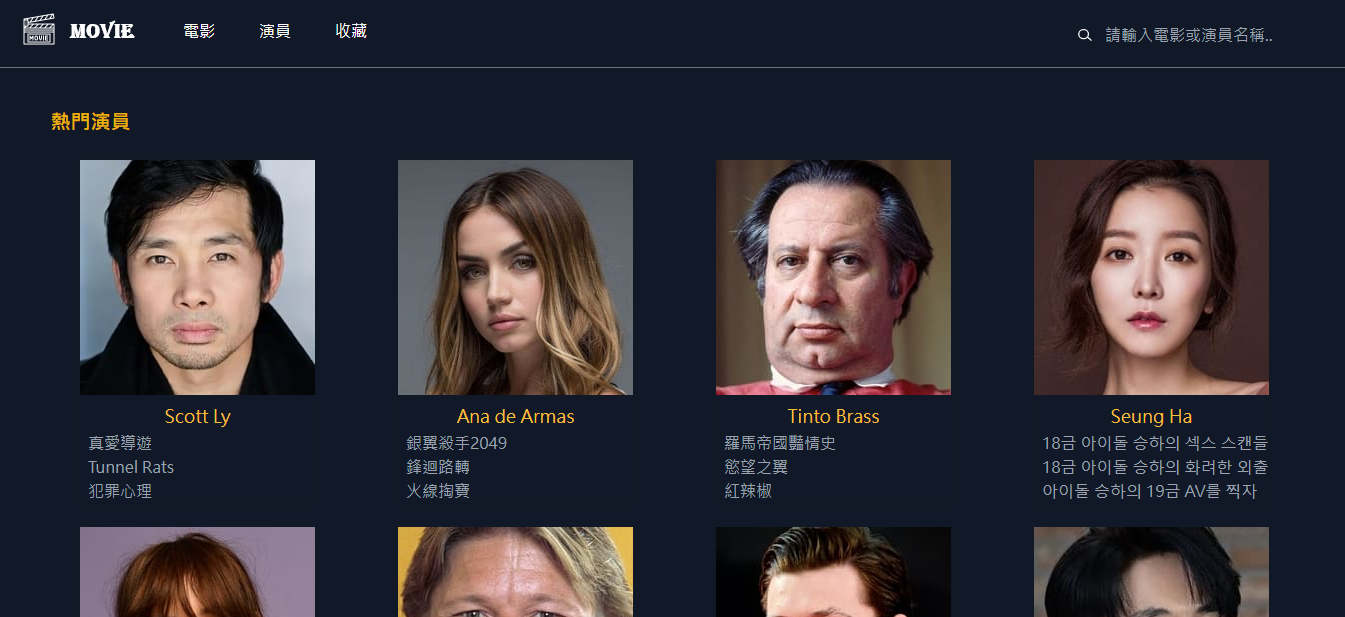 MOVIE
MOVIE
電影
演員
收藏
請輸入電影或演員名稱..
熱門演員
Scott Ly
真愛導遊
Tunnel Rats
犯罪心理
Ana de Armas
銀翼殺手2049
鋒迴路轉
火線掏寶
Tinto Brass
羅馬帝國豔情史
慾望之翼
紅辣椒
Seung Ha
18금 아이돌 승하의 섹스 스캔들
18금 아이돌 승하의 화려한 외출
아이돌 승하의 19금 AV를 찍자